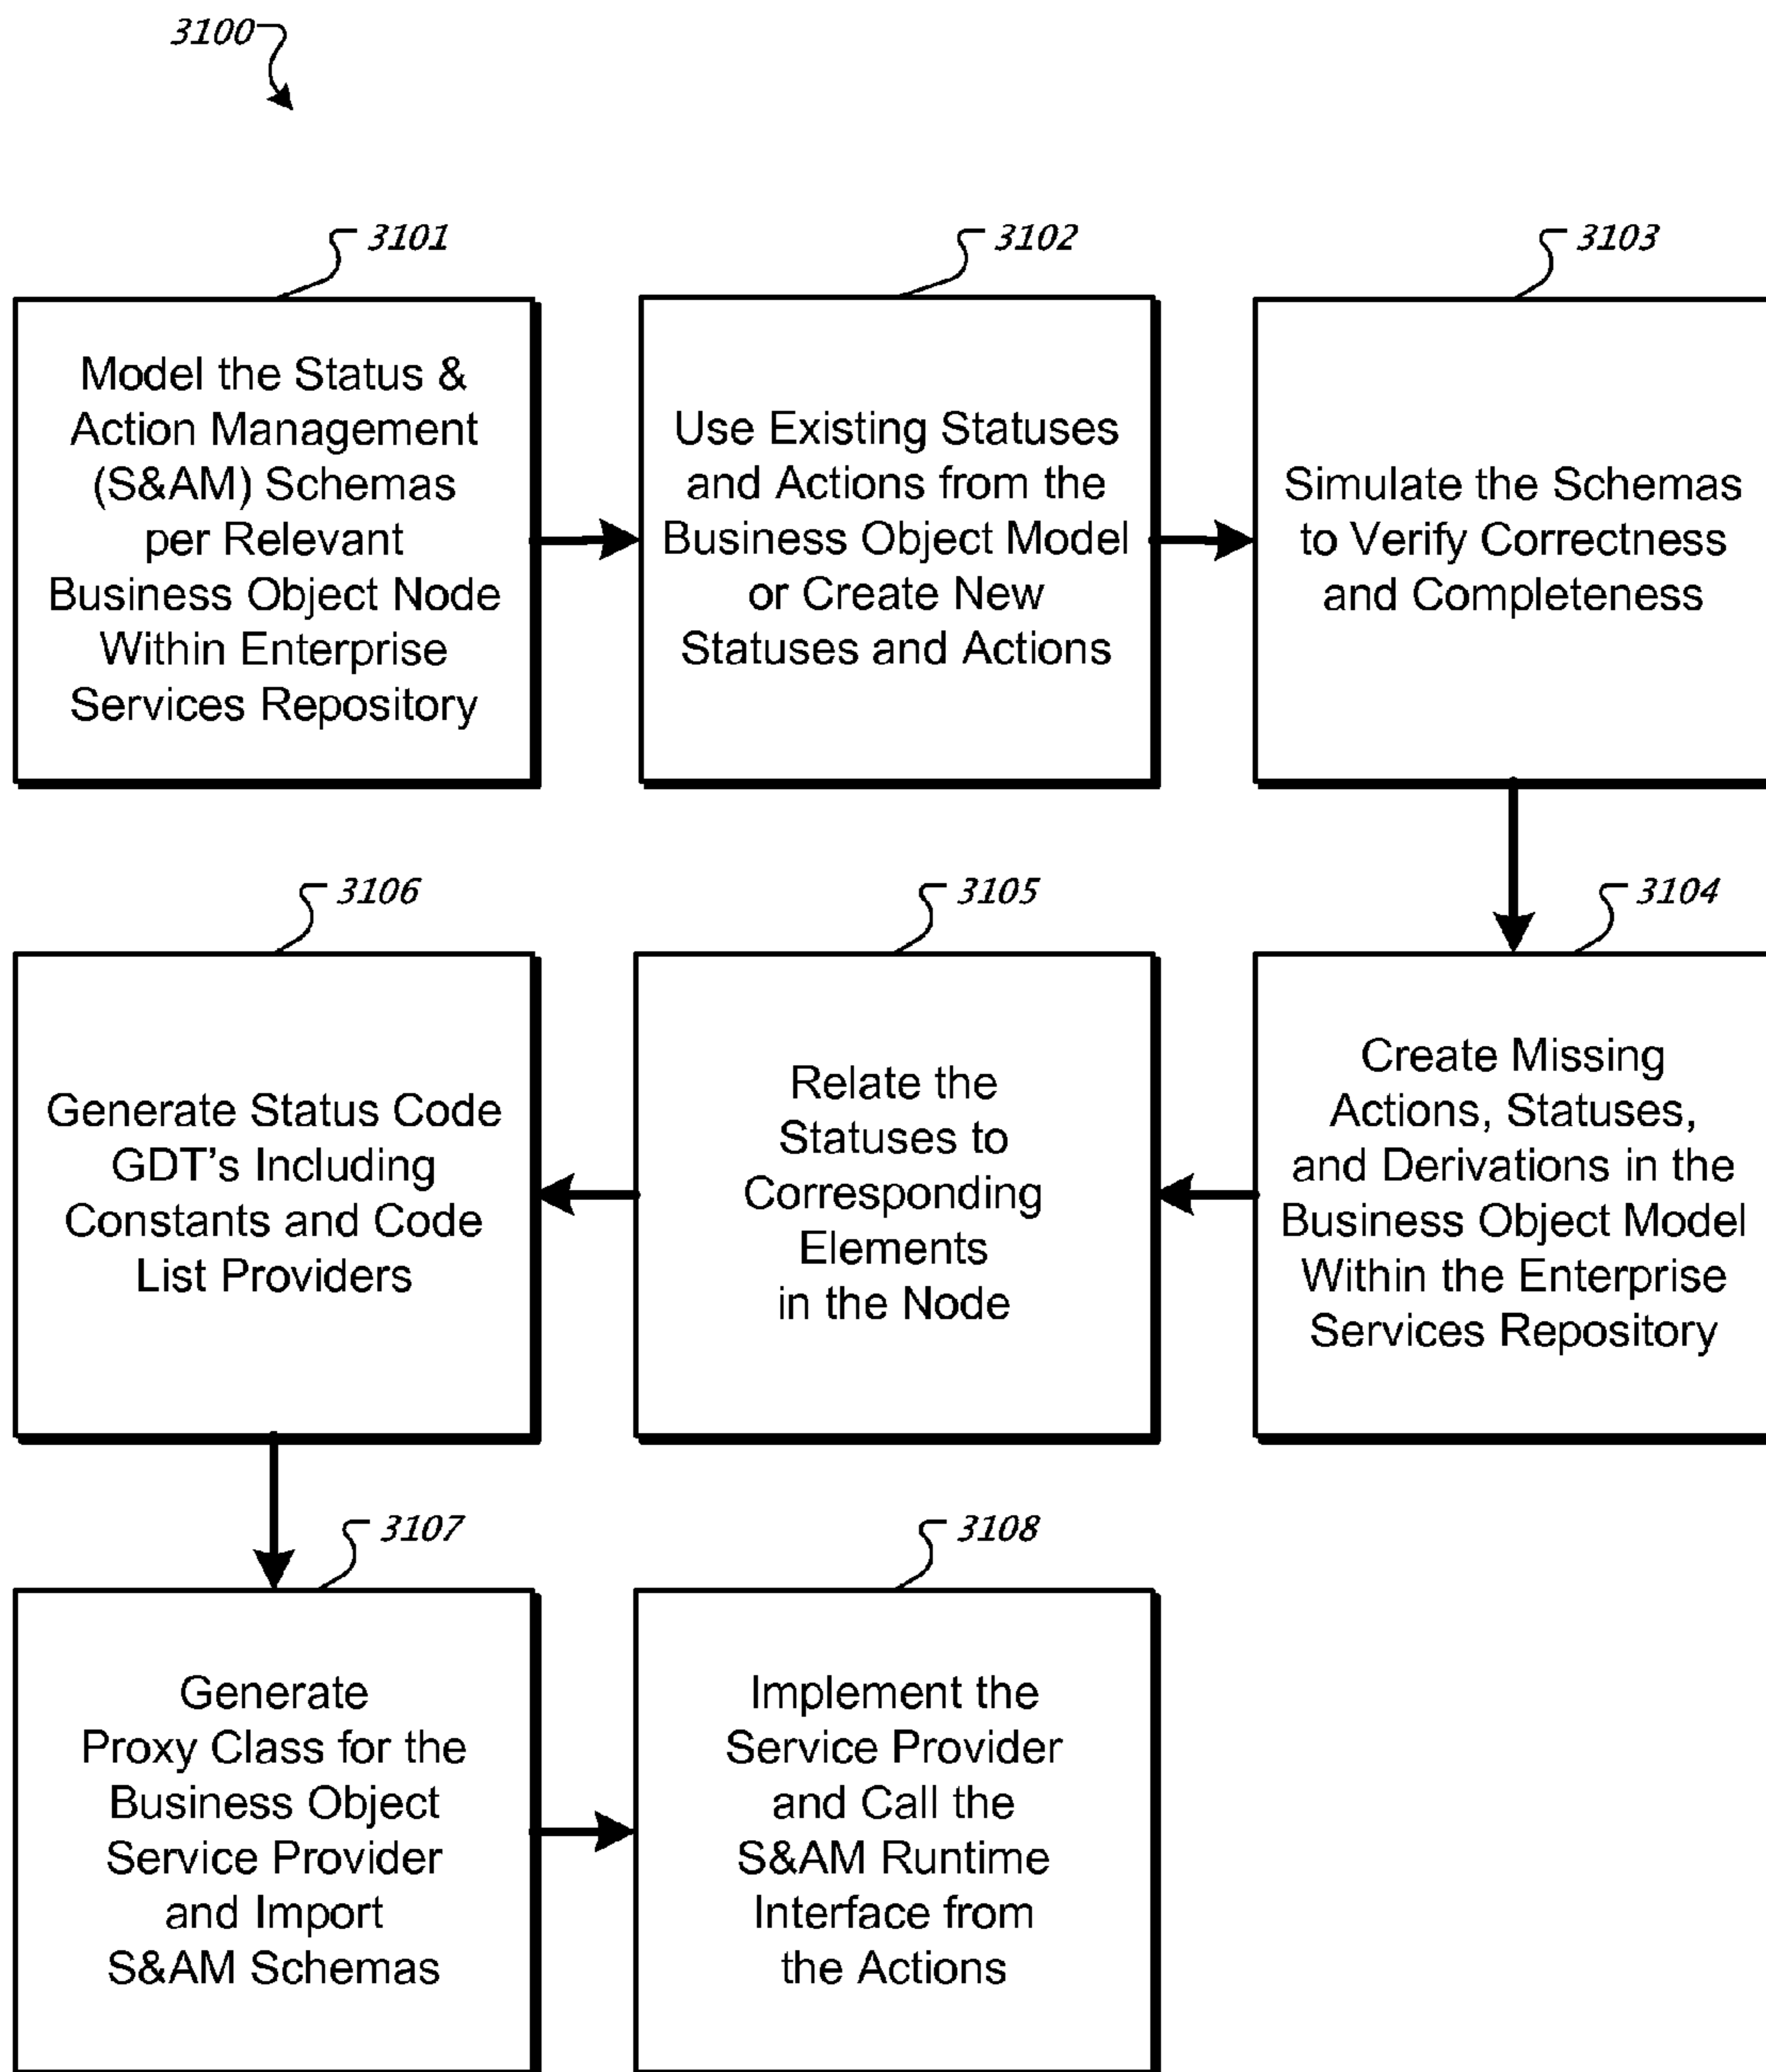 3100
3101
Model the Status &
Action Management
(S&AM) Schemas
per Relevant
Business Object Node
Within Enterprise
Services Repository
3102
Use Existing Statuses
and Actions from the
Business Object Model
or Create New
Statuses and Actions
3103
Simulate the Schemas
to Verify Correctness
and Completeness
3104
Create Missing
Actions, Statuses,
and Derivations in the
Business Object Model
Within the Enterprise
Services Repository
3105
Relate the
Statuses to
Corresponding
Elements
in the Node
3106
Generate Status Code
GDT's Including
Constants and Code
List Providers
3107
Generate
Proxy Class for the
Business Object
Service Provider
and Import
S&AM Schemas
3108
Implement the
Service Provider
and Call the
S&AM Runtime
Interface from
the Actions